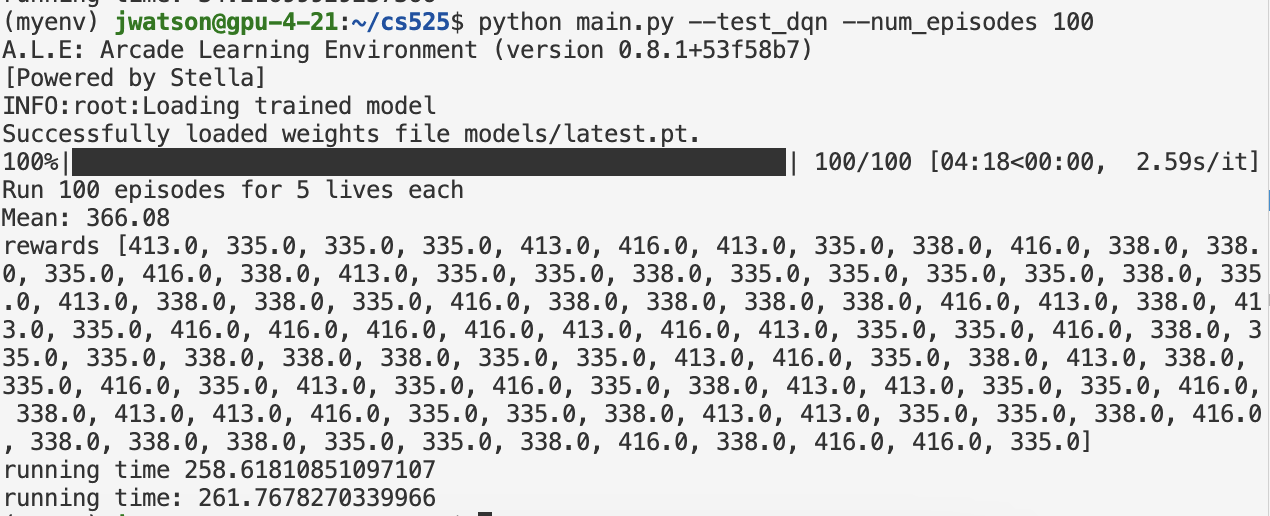 (myenv) jwatson@gpu-4-21:~/cs525$ python main.py --test_dqn --num_episodes 100
A.L.E: Arcade Learning Environment (version 0.8.1+53f58b7)
[Powered by Stella]
INFO:root:Loading trained model
Successfully loaded weights file models/latest.pt.
100%|| 100/100 [04:18<00:00,  2.59s/it]
Run 100 episodes for 5 lives each
Mean: 366.08
rewards [413.0, 335.0, 335.0, 335.0, 413.0, 416.0, 413.0, 335.0, 338.0, 416.0, 338.0, 338.
0, 335.0, 416.0, 338.0, 413.0, 335.0, 335.0, 338.0, 335.0, 335.0, 335.0, 335.0, 338.0, 335
.0, 413.0, 338.0, 338.0, 335.0, 416.0, 338.0, 338.0, 338.0, 338.0, 416.0, 413.0, 338.0, 41
3.0, 335.0, 416.0, 416.0, 416.0, 416.0, 413.0, 416.0, 413.0, 335.0, 335.0, 416.0, 338.0, 3
35.0, 335.0, 338.0, 338.0, 338.0, 335.0, 335.0, 413.0, 416.0, 335.0, 338.0, 413.0, 338.0,
335.0, 416.0, 335.0, 413.0, 335.0, 416.0, 335.0, 338.0, 413.0, 413.0, 335.0, 335.0, 416.0,
338.0, 413.0, 413.0, 416.0, 335.0, 335.0, 338.0, 413.0, 413.0, 335.0, 335.0, 338.0, 416.0
, 338.0, 338.0, 338.0, 335.0, 335.0, 338.0, 416.0, 338.0, 416.0, 416.0, 335.0]
running time 258.61810851097107
running time: 261.7678270339966